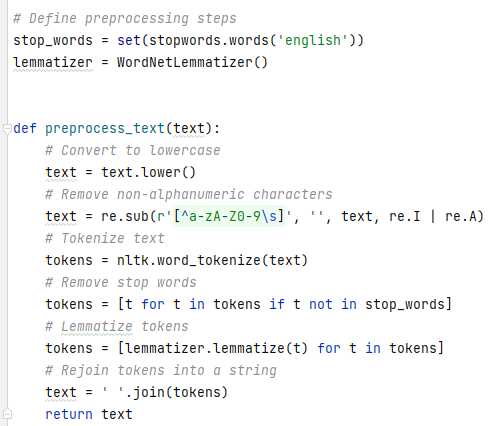 # Define preprocessing steps
stop_words = set(stopwords.words('english'))
lemmatizer = WordNetLemmatizer()
def preprocess_text(text):
    # Convert to lowercase
    text = text.lower()
    # Remove non-alphanumeric characters
    text = re.sub(r'[^a-zA-Z0-9\s]', '', text, re.I | re.A)
    # Tokenize text
    tokens = nltk.word_tokenize(text)
    # Remove stop words
    tokens = [t for t in tokens if t not in stop_words]
    # Lemmatize tokens
    tokens = [lemmatizer.lemmatize(t) for t in tokens]
    # Rejoin tokens into a string
    text = ' '.join(tokens)
    return text